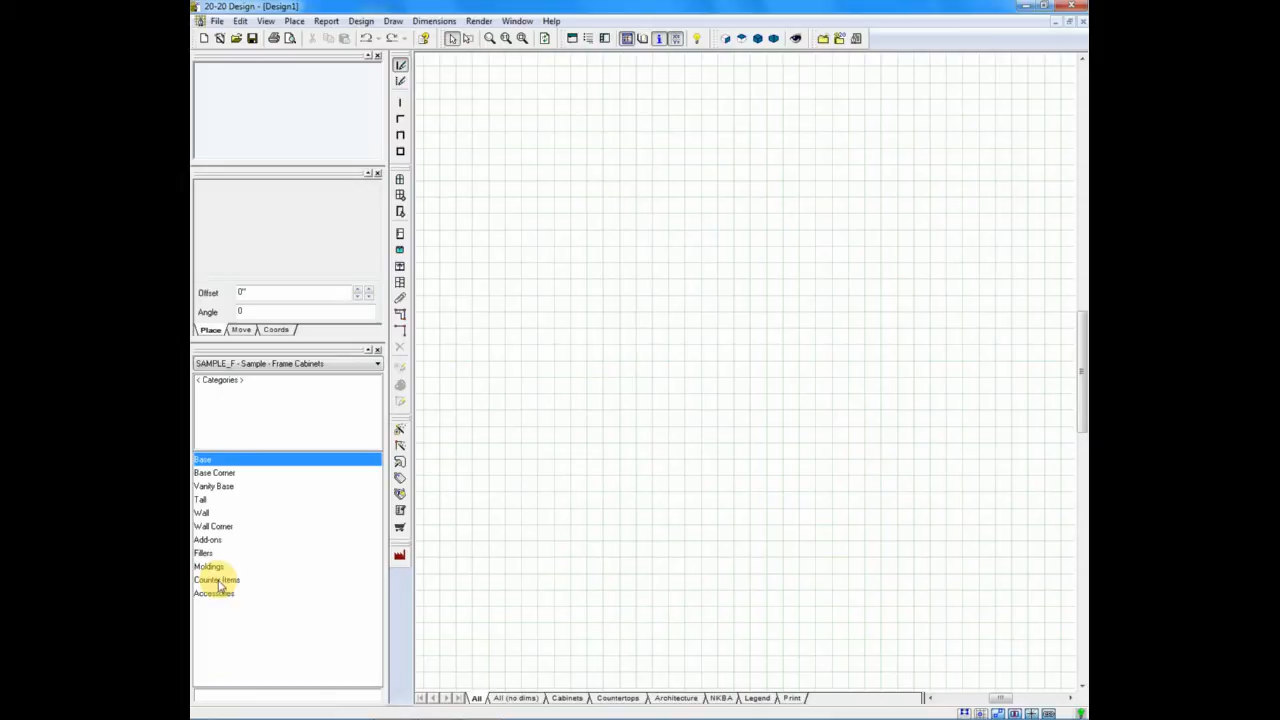 20-20 Design - [Design1]
File Edit View Place Report Design Draw Dimensions Render Window Help
Offset 0"
Angle 0
Place Move Coords
SAMPLE_F - Sample - Frame Cabinets
< Categories >
Base
Base Corner
Vanity Base
Tall
Wall
Wall Corner
Add-ons
Fillers
Moldings
Counter Items
Accessories
All All (no dims) Cabinets Countertops Architecture NKBA Legend Print